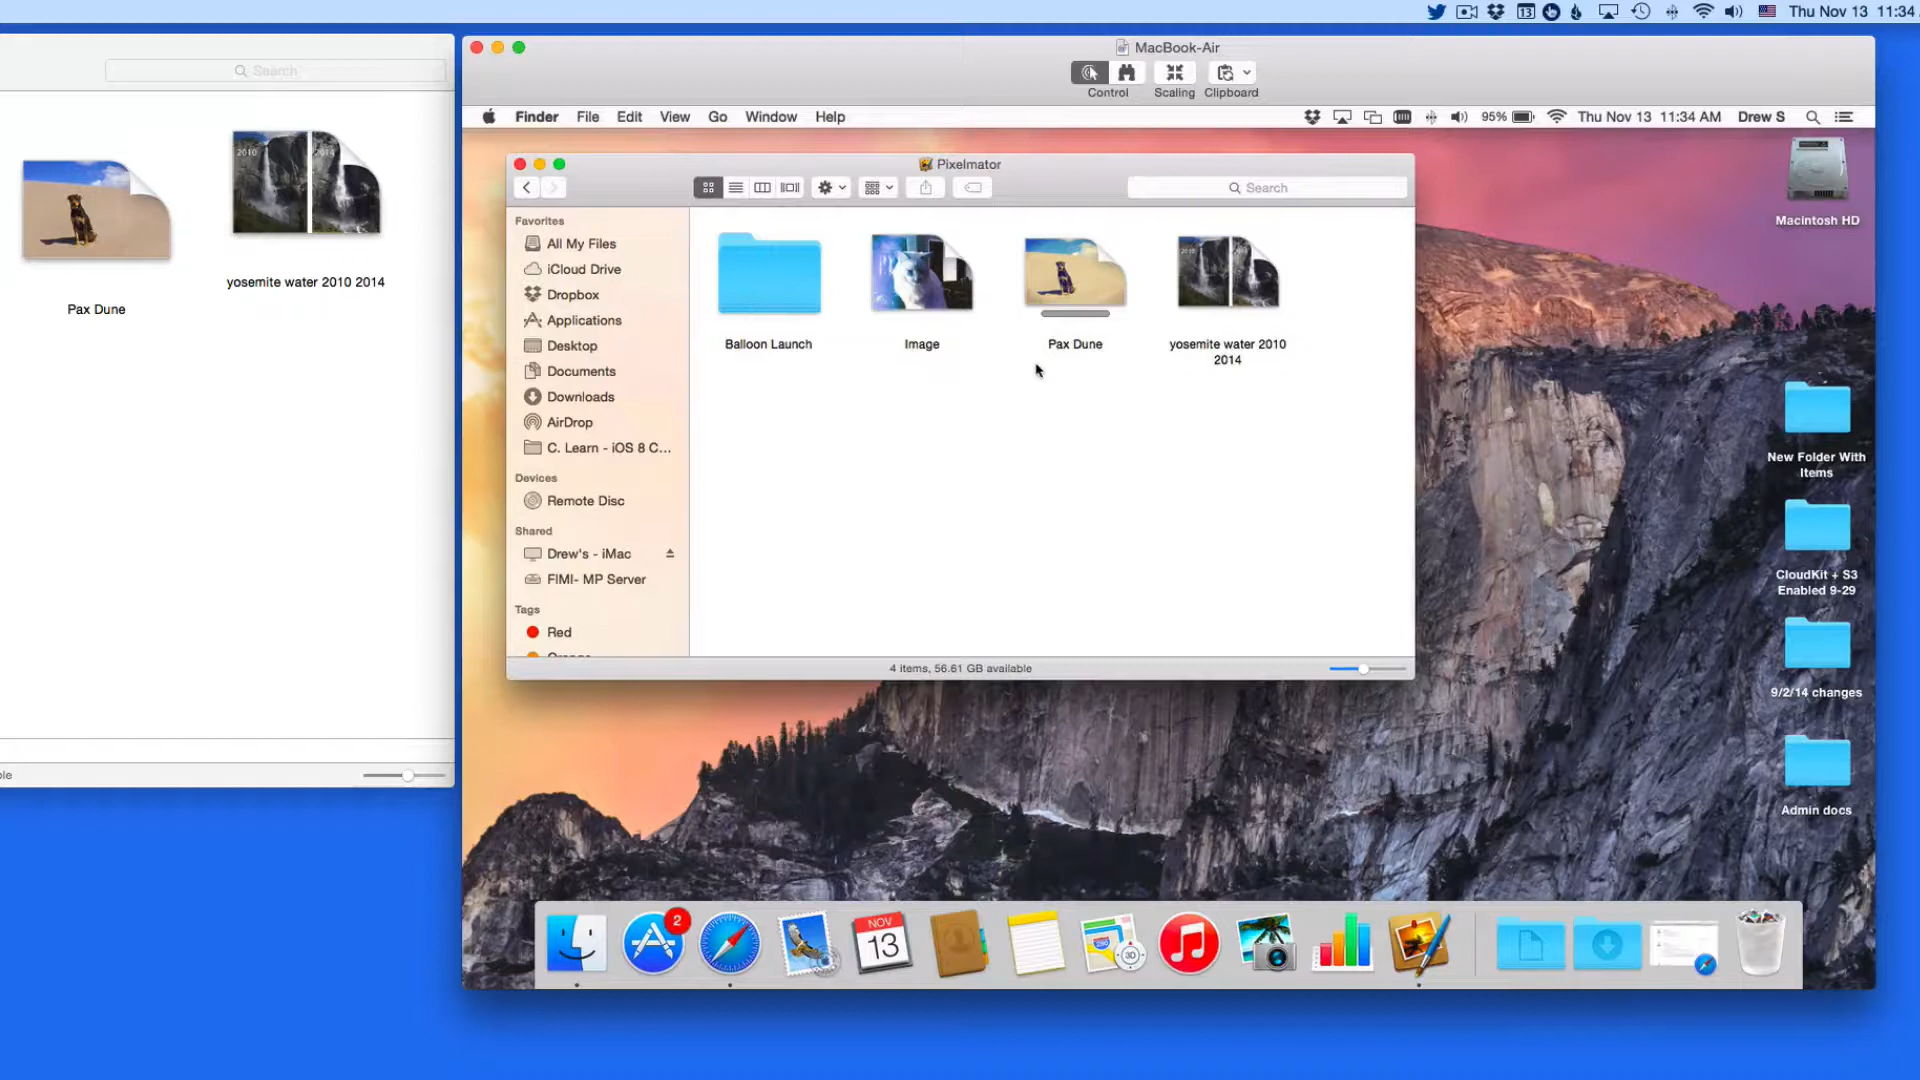 13
Thu Nov 13 11:34
Search
2010
2014
Pax Dune
yosemite water 2010 2014
MacBook-Air
Control
Scaling
Clipboard
Finder File Edit View Go Window Help
95%
Thu Nov 13 11:34 AM
Drew S
Pixelmator
Search
Favorites
All My Files
iCloud Drive
Dropbox
Applications
Desktop
Documents
Downloads
AirDrop
C. Learn - iOS 8 C...
Devices
Remote Disc
Shared
Drew's - iMac
FIMI- MP Server
Tags
Red
Balloon Launch
Image
Pax Dune
yosemite water 2010
2014
4 items, 56.61 GB available
Macintosh HD
New Folder With
Items
CloudKit + S3
Enabled 9-29
9/2/14 changes
Admin docs
2
NOV
13
280
3D